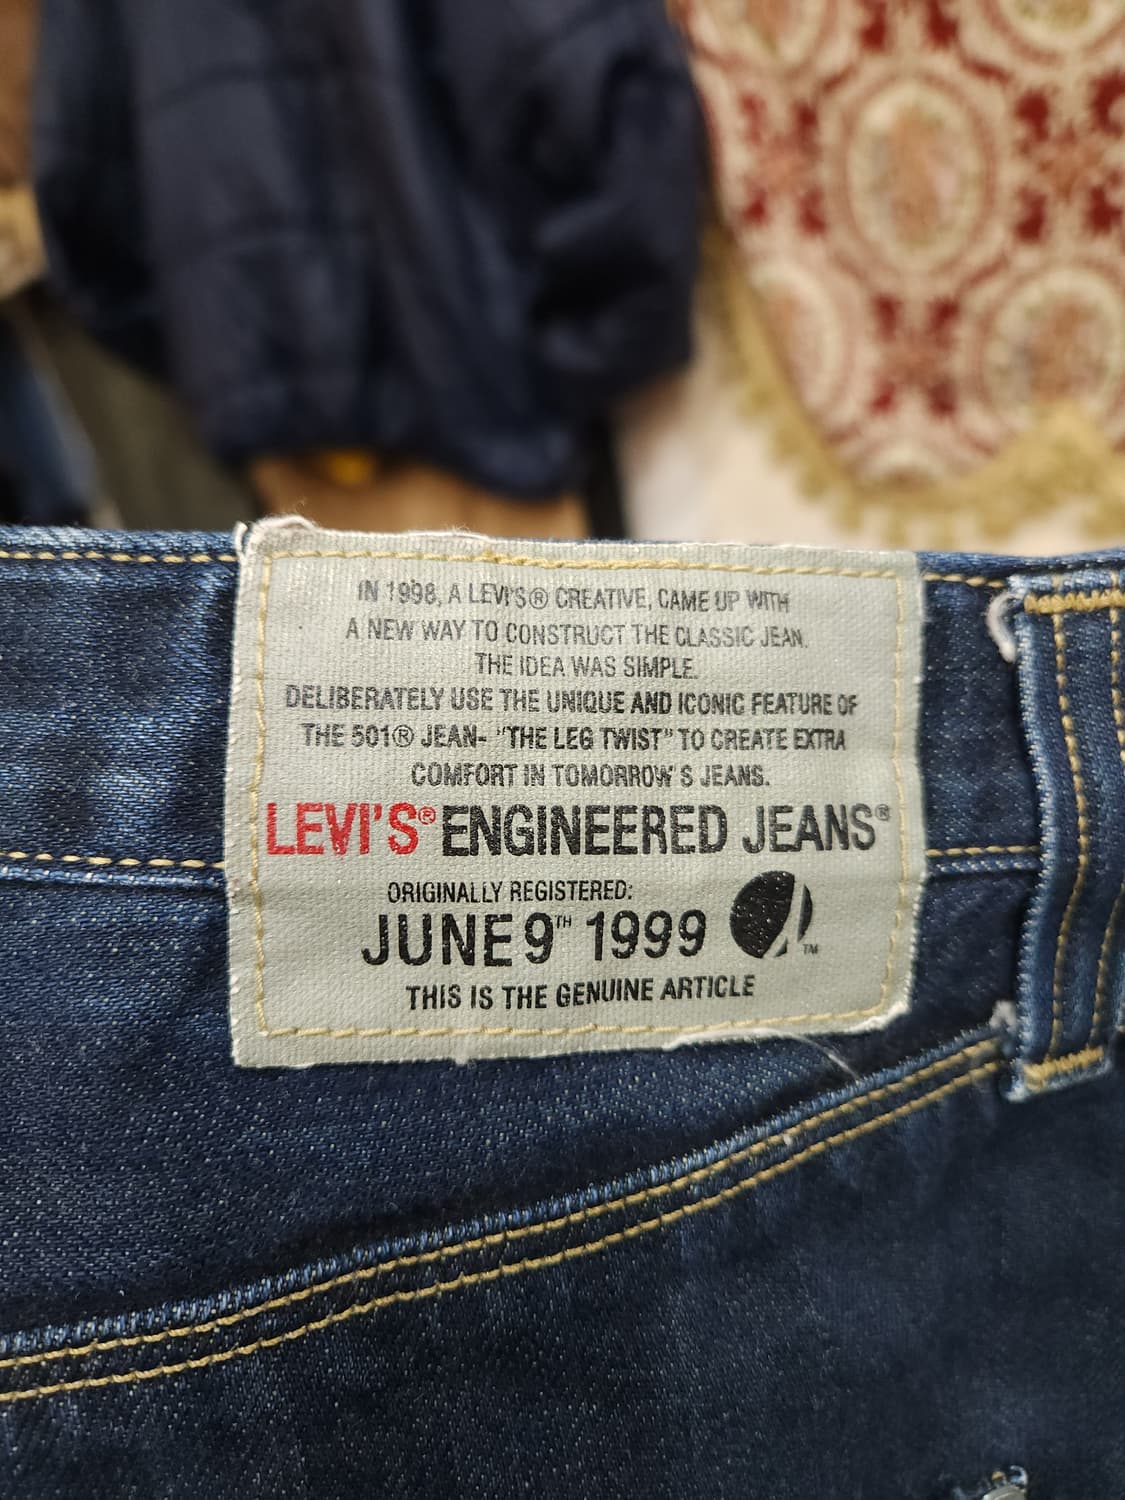 IN 1998, A LEVI'S® CREATIVE, CAME UP WITH
A NEW WAY TO CONSTRUCT THE CLASSIC JEAN.
THE IDEA WAS SIMPLE.
DELIBERATELY USE THE UNIQUE AND ICONIC FEATURE OF
THE 501® JEAN- "THE LEG TWIST" TO CREATE EXTRA
COMFORT IN TOMORROW'S JEANS.
LEVI'S® ENGINEERED JEANS®
ORIGINALLY REGISTERED:
JUNE 9TH 1999
TM
THIS IS THE GENUINE ARTICLE